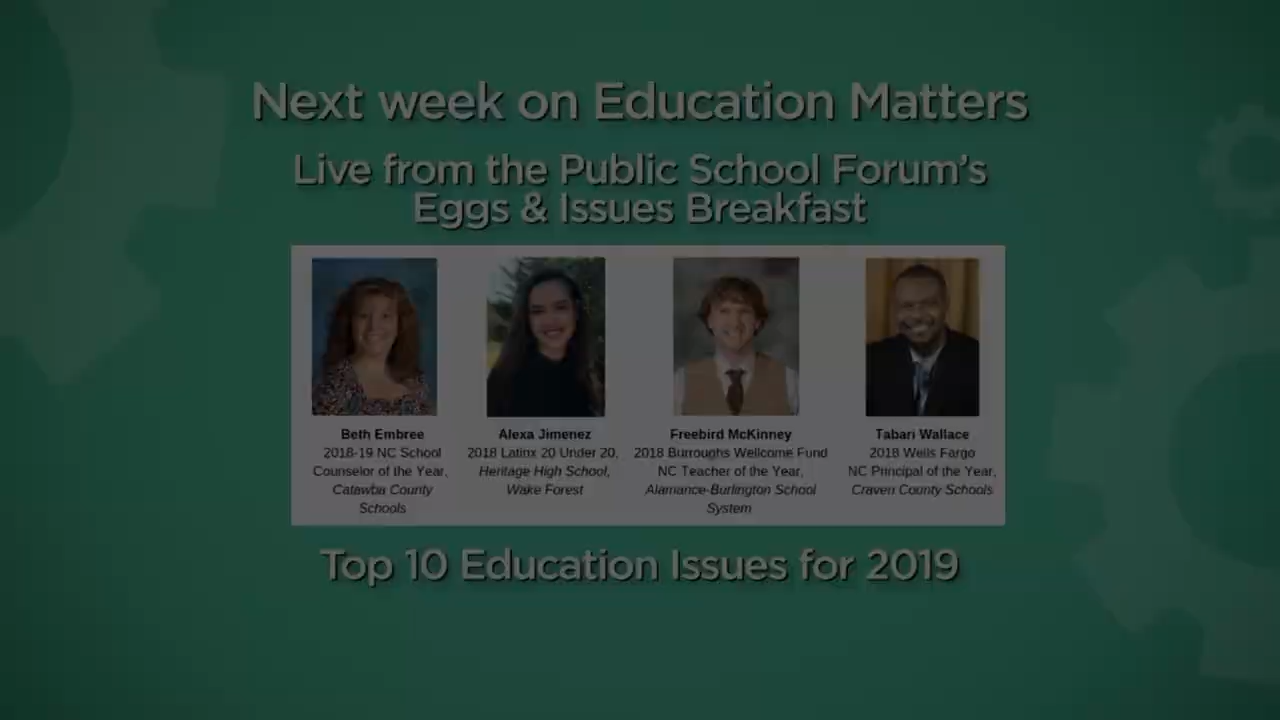 Next week on Education Matters
Live from the Public School Forum's
Eggs & Issues Breakfast
Beth Embree
2018-19 NC School
Counselor of the Year,
Catawba County
Schools
Alexa Jimenez
2018 Latinx 20 Under 20,
Heritage High School,
Wake Forest
Freebird McKinney
2018 Burroughs Wellcome Fund
NC Teacher of the Year,
Alamance-Burlington School
System
Tabari Wallace
2018 Wells Fargo
NC Principal of the Year,
Craven County Schools
Top 10 Education Issues for 2019